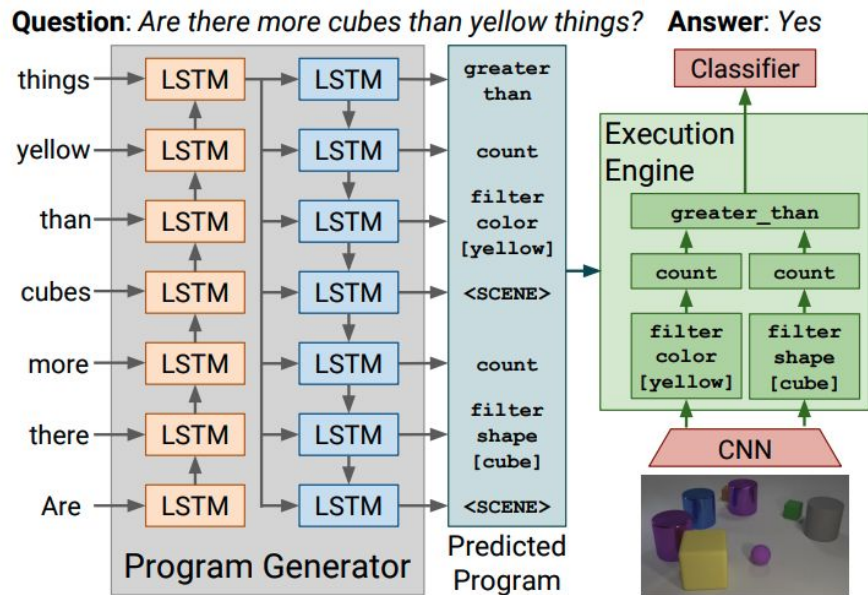 Question: Are there more cubes than yellow things? Answer: Yes
things
LSTM
LSTM
greater
than
yellow
LSTM
LSTM
count
than
LSTM
LSTM
filter
color
[yellow]
cubes
LSTM
LSTM
<SCENE>
more
LSTM
LSTM
count
there
LSTM
LSTM
filter
shape
[cube]
Are
LSTM
LSTM
<SCENE>
Program Generator
Predicted
Program
Classifier
Execution
Engine
greater_than
count
count
filter
color
[yellow]
filter
shape
[cube]
CNN